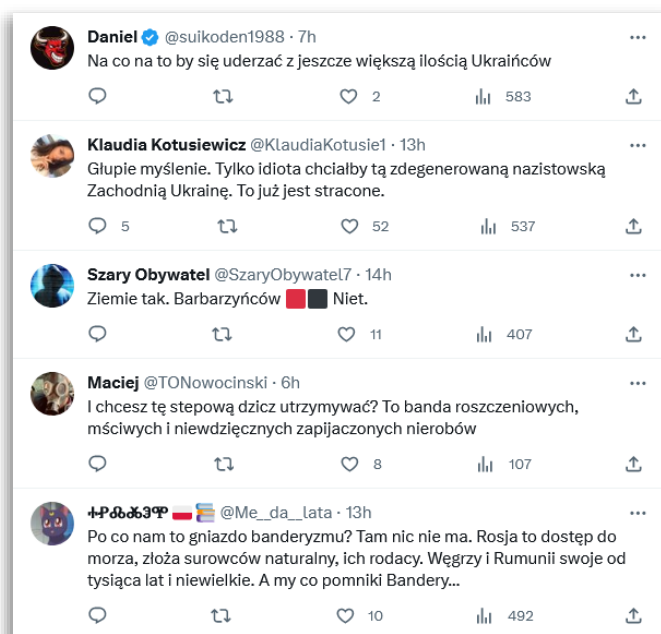 Daniel @suikoden1988 · 7h
Na co na to by się uderzać z jeszcze większą ilością Ukraińców
2 583
Klaudia Kotusiewicz @KlaudiaKotusie1 · 13h
Głupie myślenie. Tylko idiota chciałby tą zdegenerowaną nazistowską
Zachodnią Ukrainę. To już jest stracone.
5 52 537
Szary Obywatel @SzaryObywatel7 · 14h
Ziemie tak. Barbarzyńców 🟥⬛ Niet.
11 407
Maciej @TONowocinski · 6h
I chcesz tę stepową dzicz utrzymywać? To banda roszczeniowych,
mściwych i niewdzięcznych zapijaczonych nierobów
8 107
🇵🇱📚 @Me__da__lata · 13h
Po co nam to gniazdo banderyzmu? Tam nic nie ma. Rosja to dostęp do
morza, złoża surowców naturalny, ich rodacy. Węgrzy i Rumunii swoje od
tysiąca lat i niewielkie. A my co pomniki Bandery...
10 492